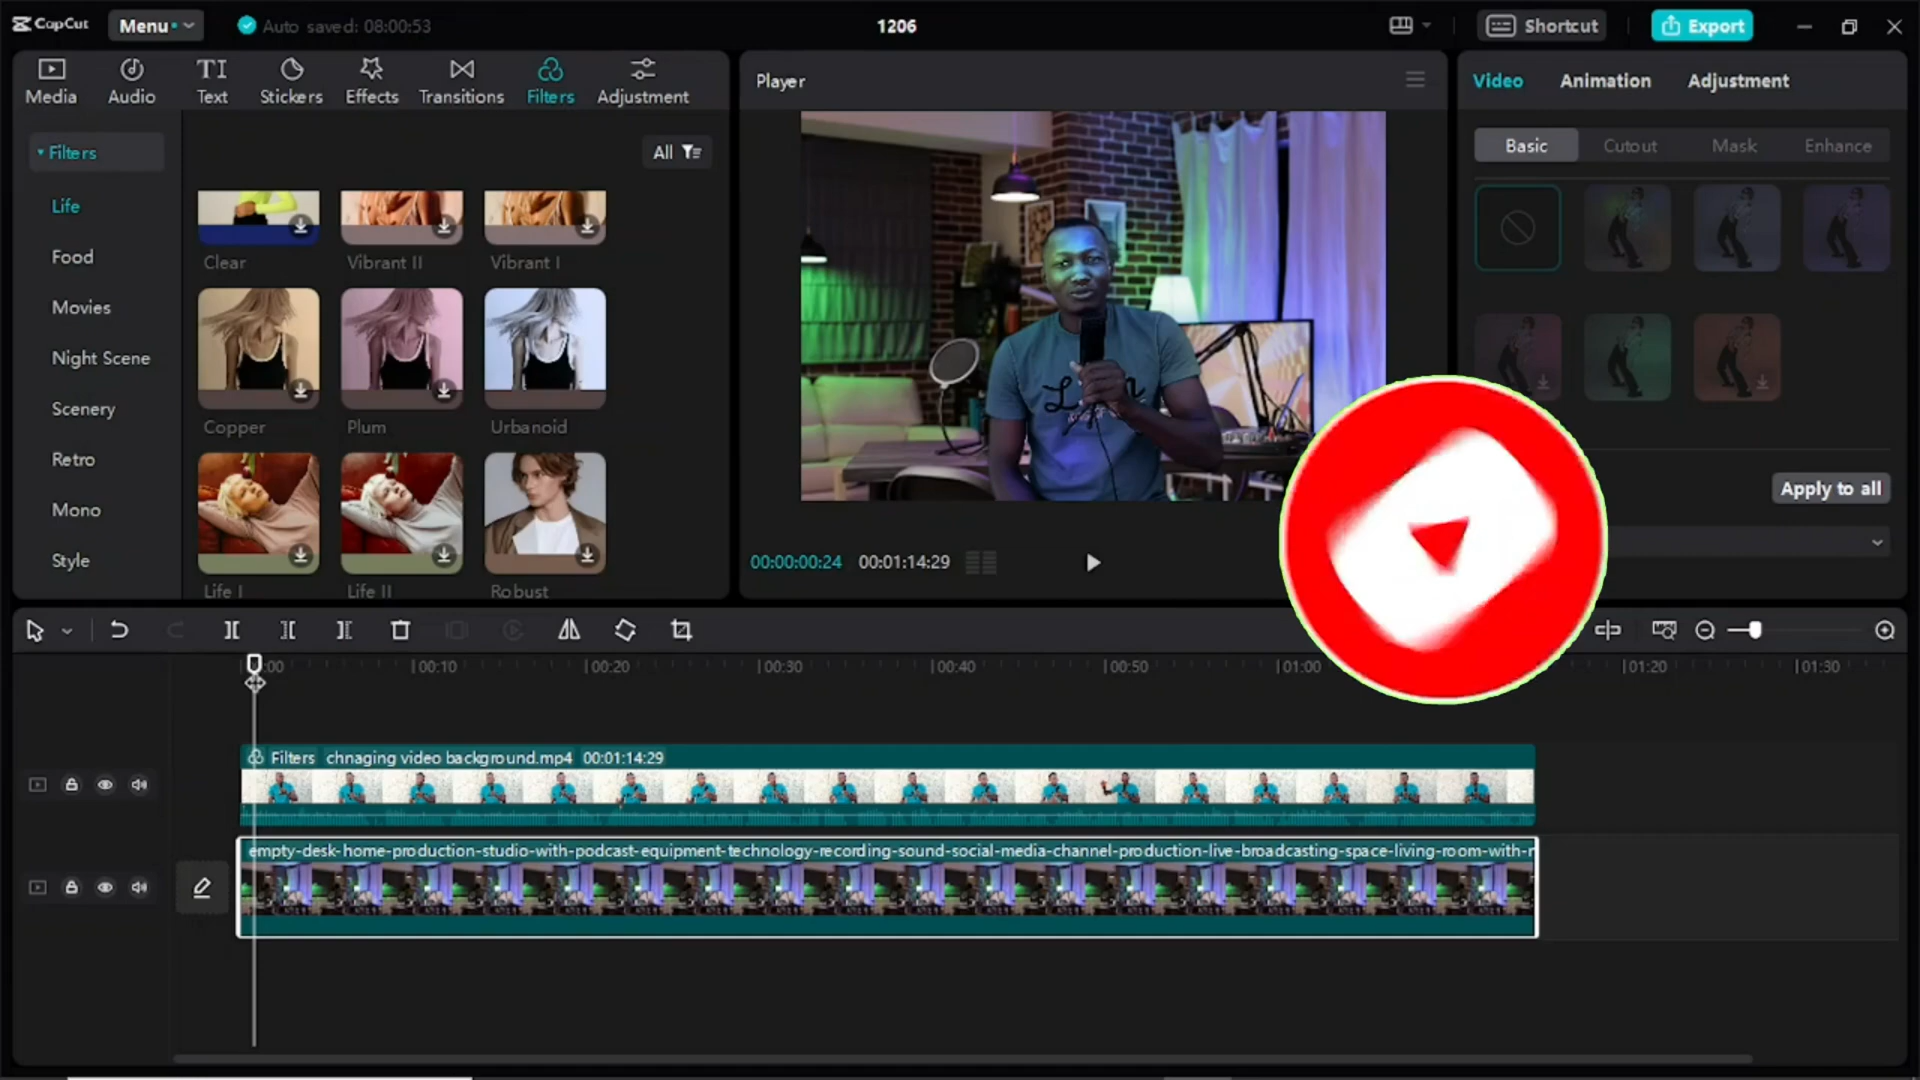 CapCut
Menu
Auto saved: 08:00:53
1206
Shortcut
Export
Media
Audio
TI
Text
Stickers
Effects
Transitions
Filters
Adjustment
Player
Video
Animation
Adjustment
Filters
All
Basic
Cutout
Mask
Enhance
Life
Food
Movies
Night Scene
Scenery
Retro
Mono
Style
Clear
Vibrant II
Vibrant I
Copper
Plum
Urbanoid
Life I
Life II
Robust
Apply to all
00:00:00:24
00:01:14:29
:00
00:10
00:20
00:30
00:40
00:50
01:00
01:20
01:30
Filters chnaging video background.mp4 00:01:14:29
empty-desk-home-production-studio-with-podcast-equipment-technology-recording-sound-social-media-channel-production-live-broadcasting-space-living-room-with-r